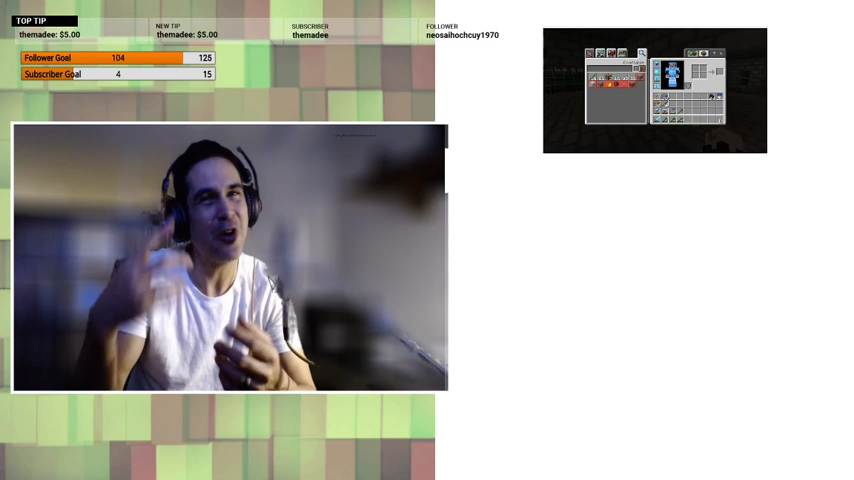 TOP TIP
themadee: $5.00
NEW TIP
themadee: $5.00
SUBSCRIBER
themadee
FOLLOWER
neosaihochcuy1970
Follower Goal 104 125
Subscriber Goal 4 15